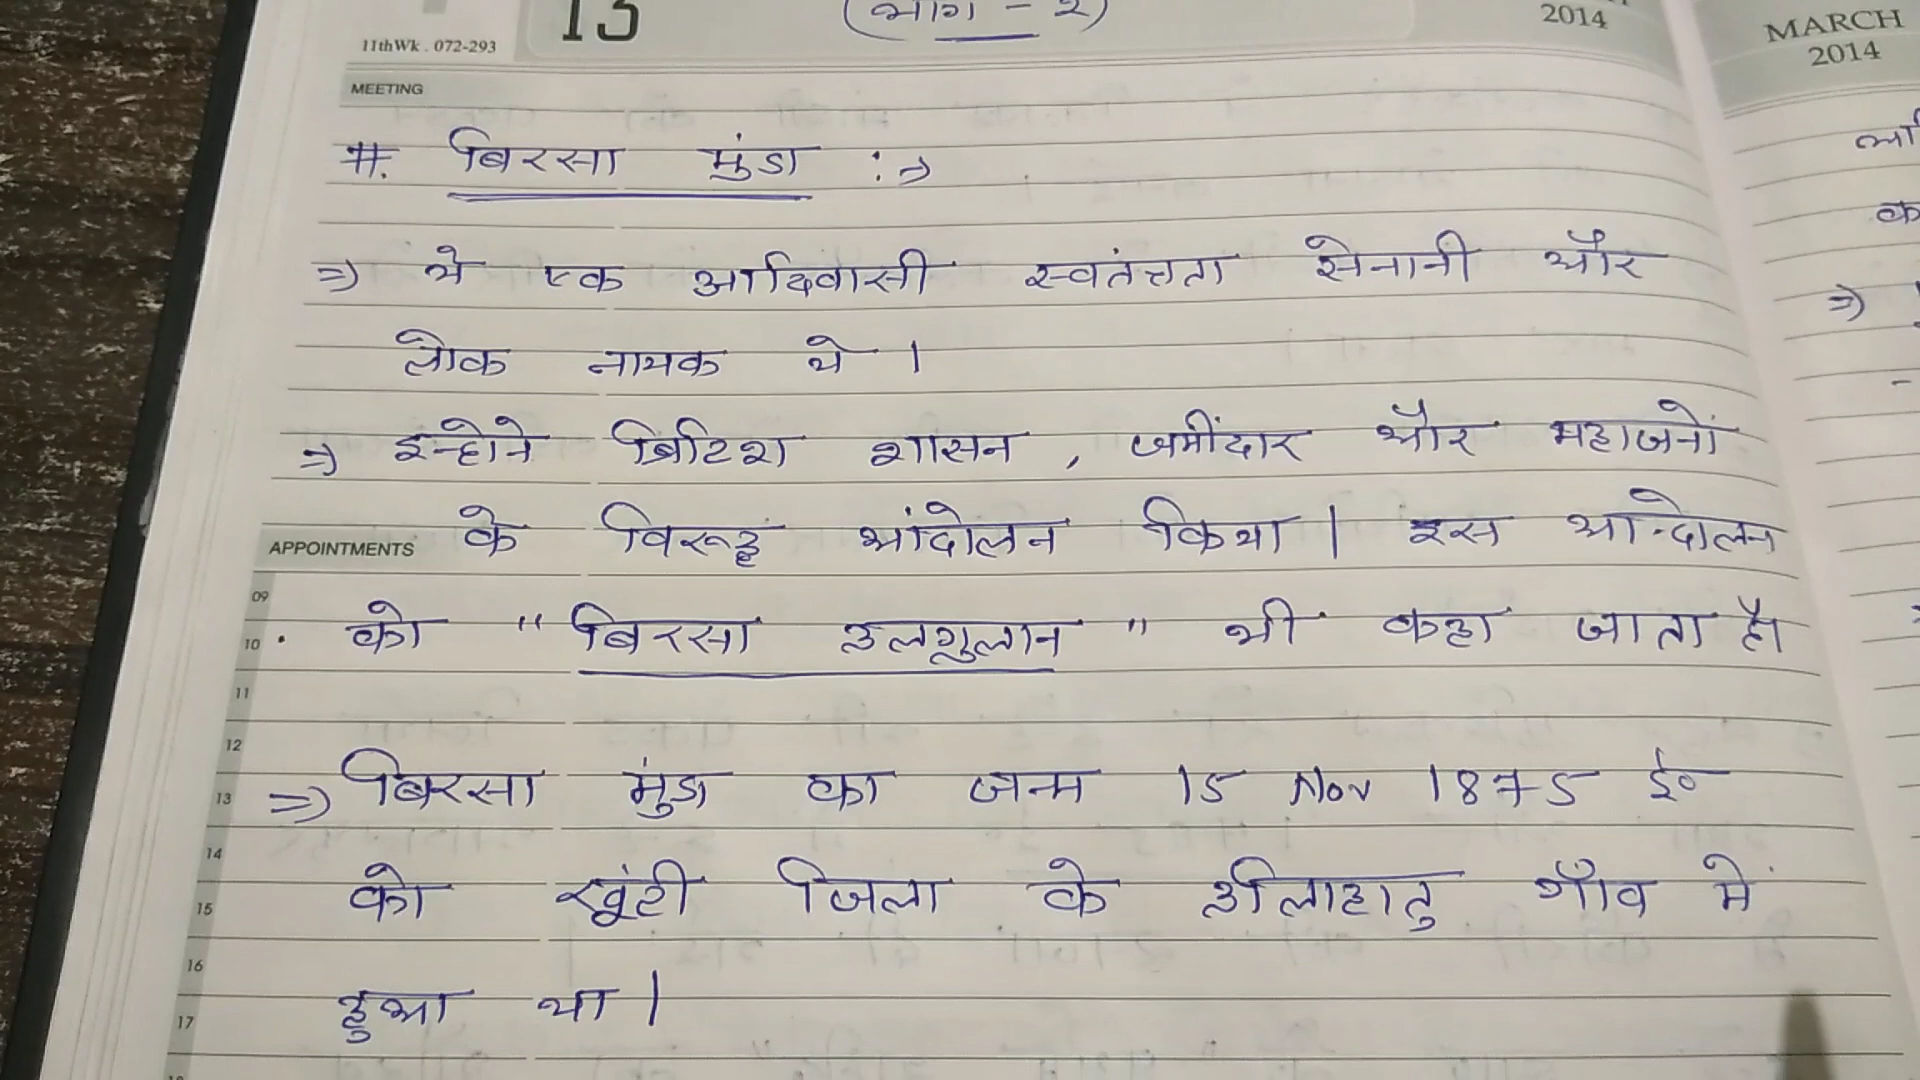 13
(भाग - 2)
2014
MARCH
2014
11thWk . 072-293
MEETING
#. बिरसा मुंडा :⇒
⇒ ये एक आदिवासी स्वतंत्रता सेनानी और
लोक नायक थे ।
⇒ इन्होने ब्रिटिश शासन , जमींदार और महाजनों
APPOINTMENTS
के विरूद्ध आंदोलन किया | इस आन्दोलन
को " बिरसा उलगुलान " भी कहा जाता है।
⇒ बिरसा मुंडा का जन्म 15 Nov 1875 ई०
को खूंटी जिला के उलिहातु गाँव में
हुआ था |
09
10
11
12
13
14
15
16
17